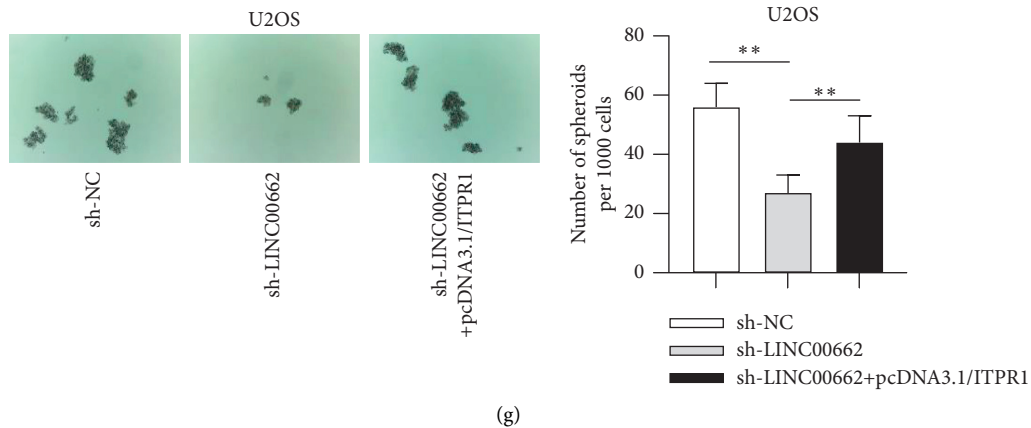 U2OS
sh-NC
sh-LINC00662
sh-LINC00662
+pcDNA3.1/ITPR1
U2OS
Number of spheroids
per 1000 cells
80
60
40
20
0
**
**
sh-NC
sh-LINC00662
sh-LINC00662+pcDNA3.1/ITPR1
(g)